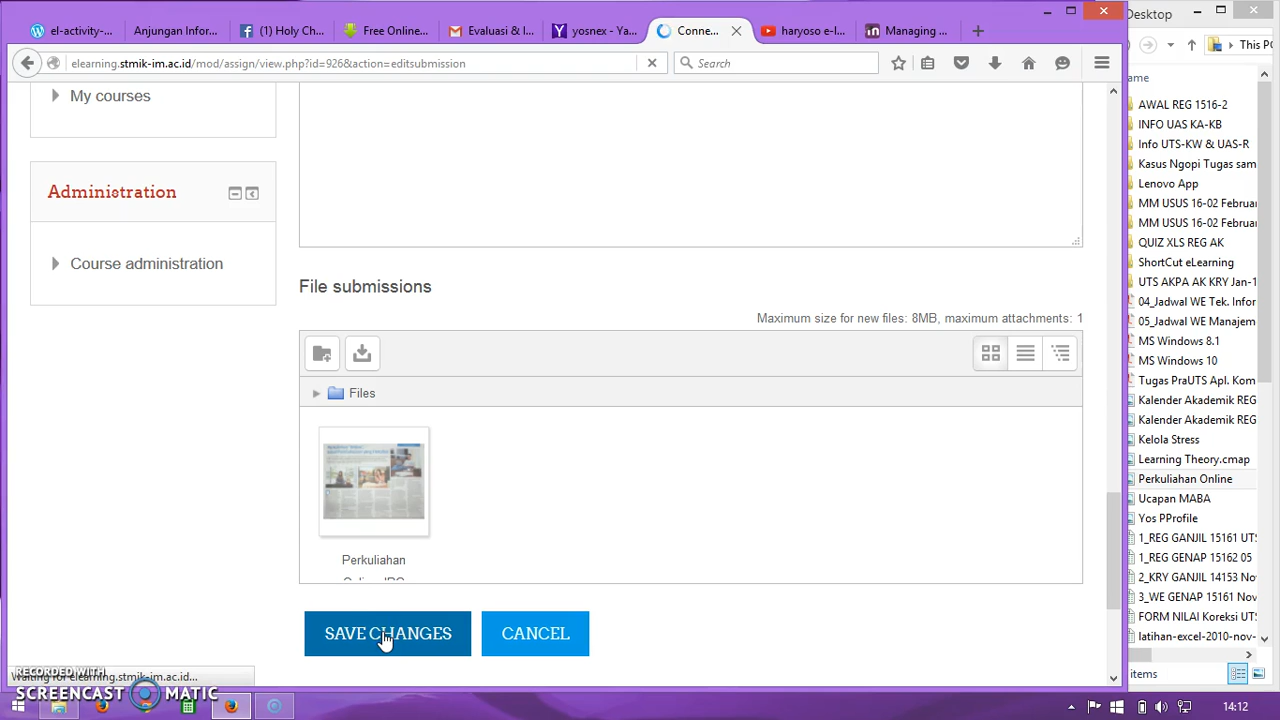 Desktop
el-activity-...
Anjungan Infor...
(1) Holy Ch...
Free Online...
Evaluasi & I...
yosnex - Ya...
Conne...
haryoso e-l...
Managing ...
elearning.stmik-im.ac.id/mod/assign/view.php?id=926&action=editsubmission
Search
This PC
My courses
Administration
Course administration
File submissions
Maximum size for new files: 8MB, maximum attachments: 1
Files
Perkuliahan
SAVE CHANGES
CANCEL
Waiting for elearning.stmik-im.ac.id...
RECORDED WITH
SCREENCAST MATIC
ame
AWAL REG 1516-2
INFO UAS KA-KB
Info UTS-KW & UAS-R
Kasus Ngopi Tugas sam
Lenovo App
MM USUS 16-02 Februar
MM USUS 16-02 Februar
QUIZ XLS REG AK
ShortCut eLearning
UTS AKPA AK KRY Jan-1
04_Jadwal WE Tek. Infor
05_Jadwal WE Manajem
MS Windows 8.1
MS Windows 10
Tugas PraUTS Apl. Kom
Kalender Akademik REG
Kalender Akademik REG
Kelola Stress
Learning Theory.cmap
Perkuliahan Online
Ucapan MABA
Yos PProfile
1_REG GANJIL 15161 UT
1_REG GENAP 15162 05
2_KRY GANJIL 14153 Nov
3_WE GENAP 15161 Nov
FORM NILAI Koreksi UT
latihan-excel-2010-nov-
items
14:12